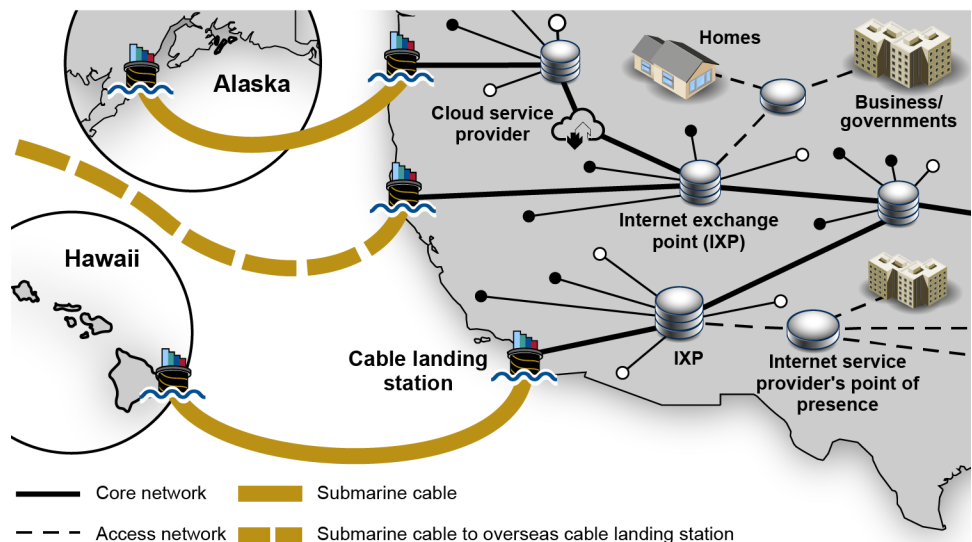 Alaska
Cloud service
provider
Homes
Business/
governments
Internet exchange
point (IXP)
Hawaii
Cable landing
station
IXP
Internet service
provider's point of
presence
Core network
Submarine cable
Access network
Submarine cable to overseas cable landing station